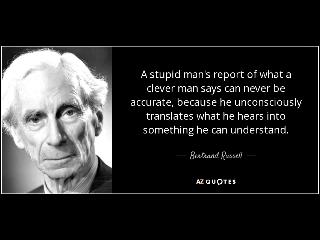 A stupid man's report of what a
clever man says can never be
accurate, because he unconsciously
translates what he hears into
something he can understand.
Bertrand Russell
AZ QUOTES